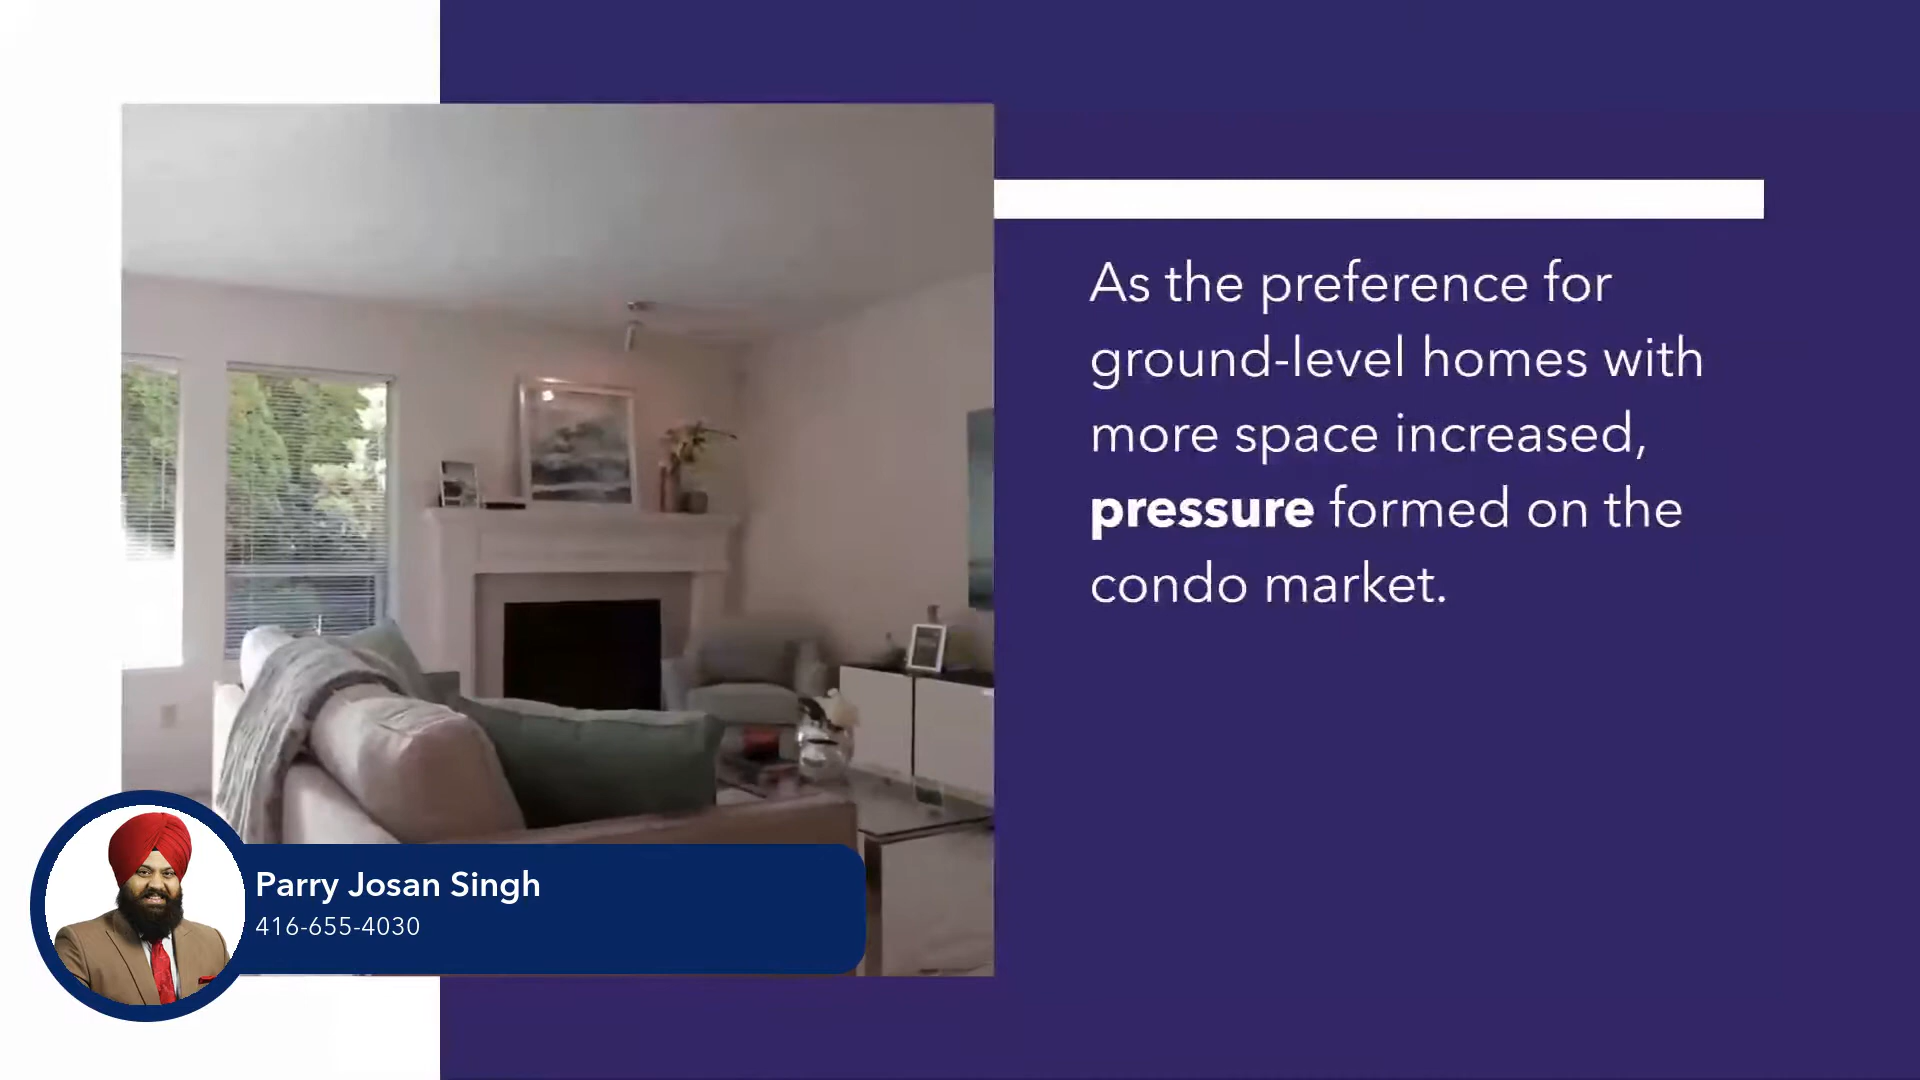 As the preference for
ground-level homes with
more space increased,
pressure formed on the
condo market.
Parry Josan Singh
416-655-4030